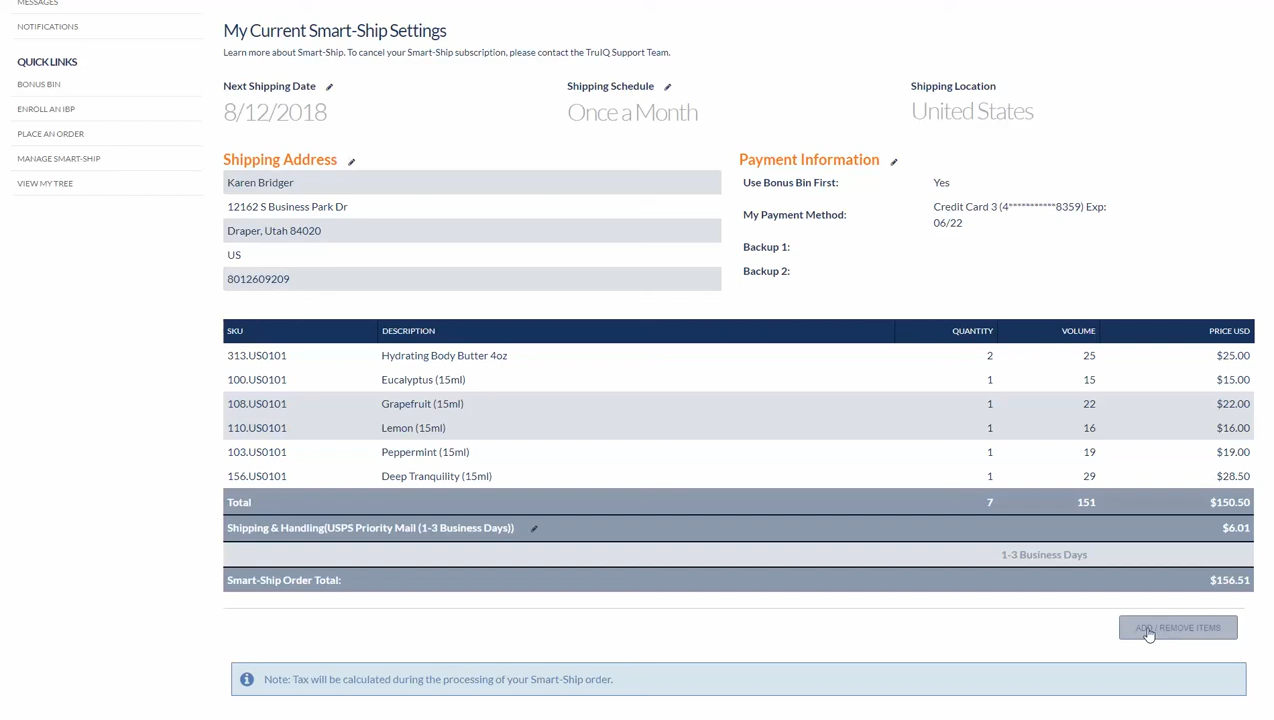 MESSAGES
NOTIFICATIONS
QUICK LINKS
BONUS BIN
ENROLL AN IBP
PLACE AN ORDER
MANAGE SMART-SHIP
VIEW MY TREE
My Current Smart-Ship Settings
Learn more about Smart-Ship. To cancel your Smart-Ship subscription, please contact the TruIQ Support Team.
Next Shipping Date
8/12/2018
Shipping Schedule
Once a Month
Shipping Location
United States
Shipping Address
Karen Bridger
12162 S Business Park Dr
Draper, Utah 84020
US
8012609209
Payment Information
Use Bonus Bin First: Yes
My Payment Method: Credit Card 3 (4***********8359) Exp:
06/22
Backup 1:
Backup 2:
SKU DESCRIPTION QUANTITY VOLUME PRICE USD
313.US0101 Hydrating Body Butter 4oz 2 25 $25.00
100.US0101 Eucalyptus (15ml) 1 15 $15.00
108.US0101 Grapefruit (15ml) 1 22 $22.00
110.US0101 Lemon (15ml) 1 16 $16.00
103.US0101 Peppermint (15ml) 1 19 $19.00
156.US0101 Deep Tranquility (15ml) 1 29 $28.50
Total 7 151 $150.50
Shipping & Handling(USPS Priority Mail (1-3 Business Days)) $6.01
1-3 Business Days
Smart-Ship Order Total: $156.51
ADD / REMOVE ITEMS
Note: Tax will be calculated during the processing of your Smart-Ship order.